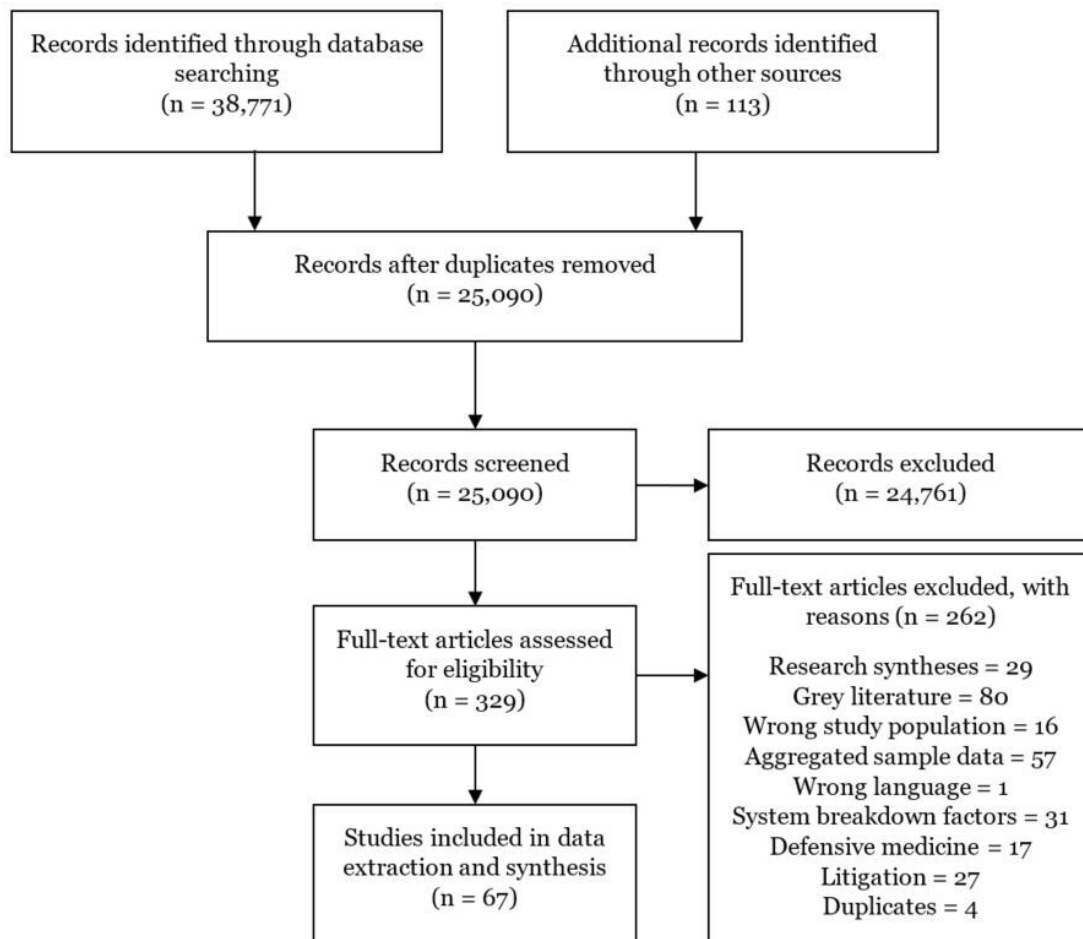 Records identified through database
searching
(n = 38,771)
Additional records identified
through other sources
(n = 113)
Records after duplicates removed
(n = 25,090)
Records screened
(n = 25,090)
Records excluded
(n = 24,761)
Full-text articles assessed
for eligibility
(n = 329)
Full-text articles excluded, with
reasons (n = 262)
Research syntheses = 29
Grey literature = 80
Wrong study population = 16
Aggregated sample data = 57
Wrong language = 1
System breakdown factors = 31
Defensive medicine = 17
Litigation = 27
Duplicates = 4
Studies included in data
extraction and synthesis
(n = 67)